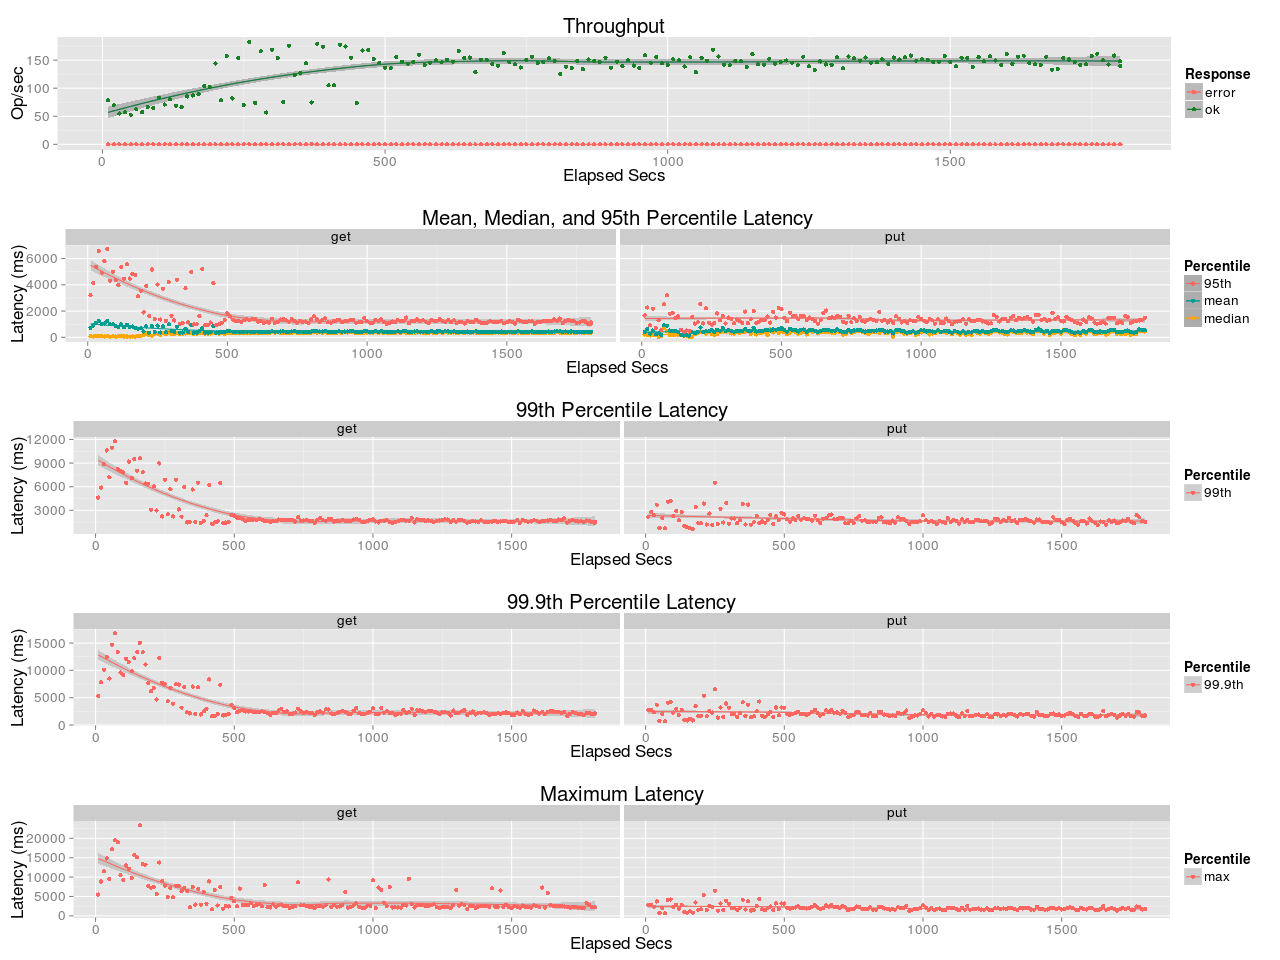 Throughput
Op/sec
150
100
50
0
0 500 1000 1500
Elapsed Secs
Response
error
ok
Mean, Median, and 95th Percentile Latency
get put
Latency (ms)
6000
4000
2000
0
0 500 1000 1500 0 500 1000 1500
Elapsed Secs
Percentile
95th
mean
median
99th Percentile Latency
get put
Latency (ms)
12000
9000
6000
3000
0 500 1000 1500 0 500 1000 1500
Elapsed Secs
Percentile
99th
99.9th Percentile Latency
get put
Latency (ms)
15000
10000
5000
0
0 500 1000 1500 0 500 1000 1500
Elapsed Secs
Percentile
99.9th
Maximum Latency
get put
Latency (ms)
20000
15000
10000
5000
0
0 500 1000 1500 0 500 1000 1500
Elapsed Secs
Percentile
max